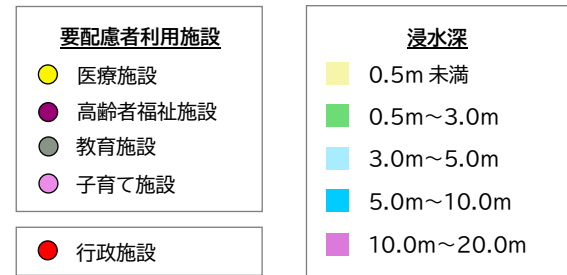 要配慮者利用施設
医療施設
高齢者福祉施設
教育施設
子育て施設
行政施設
浸水深
0.5m 未満
0.5m～3.0m
3.0m～5.0m
5.0m～10.0m
10.0m～20.0m